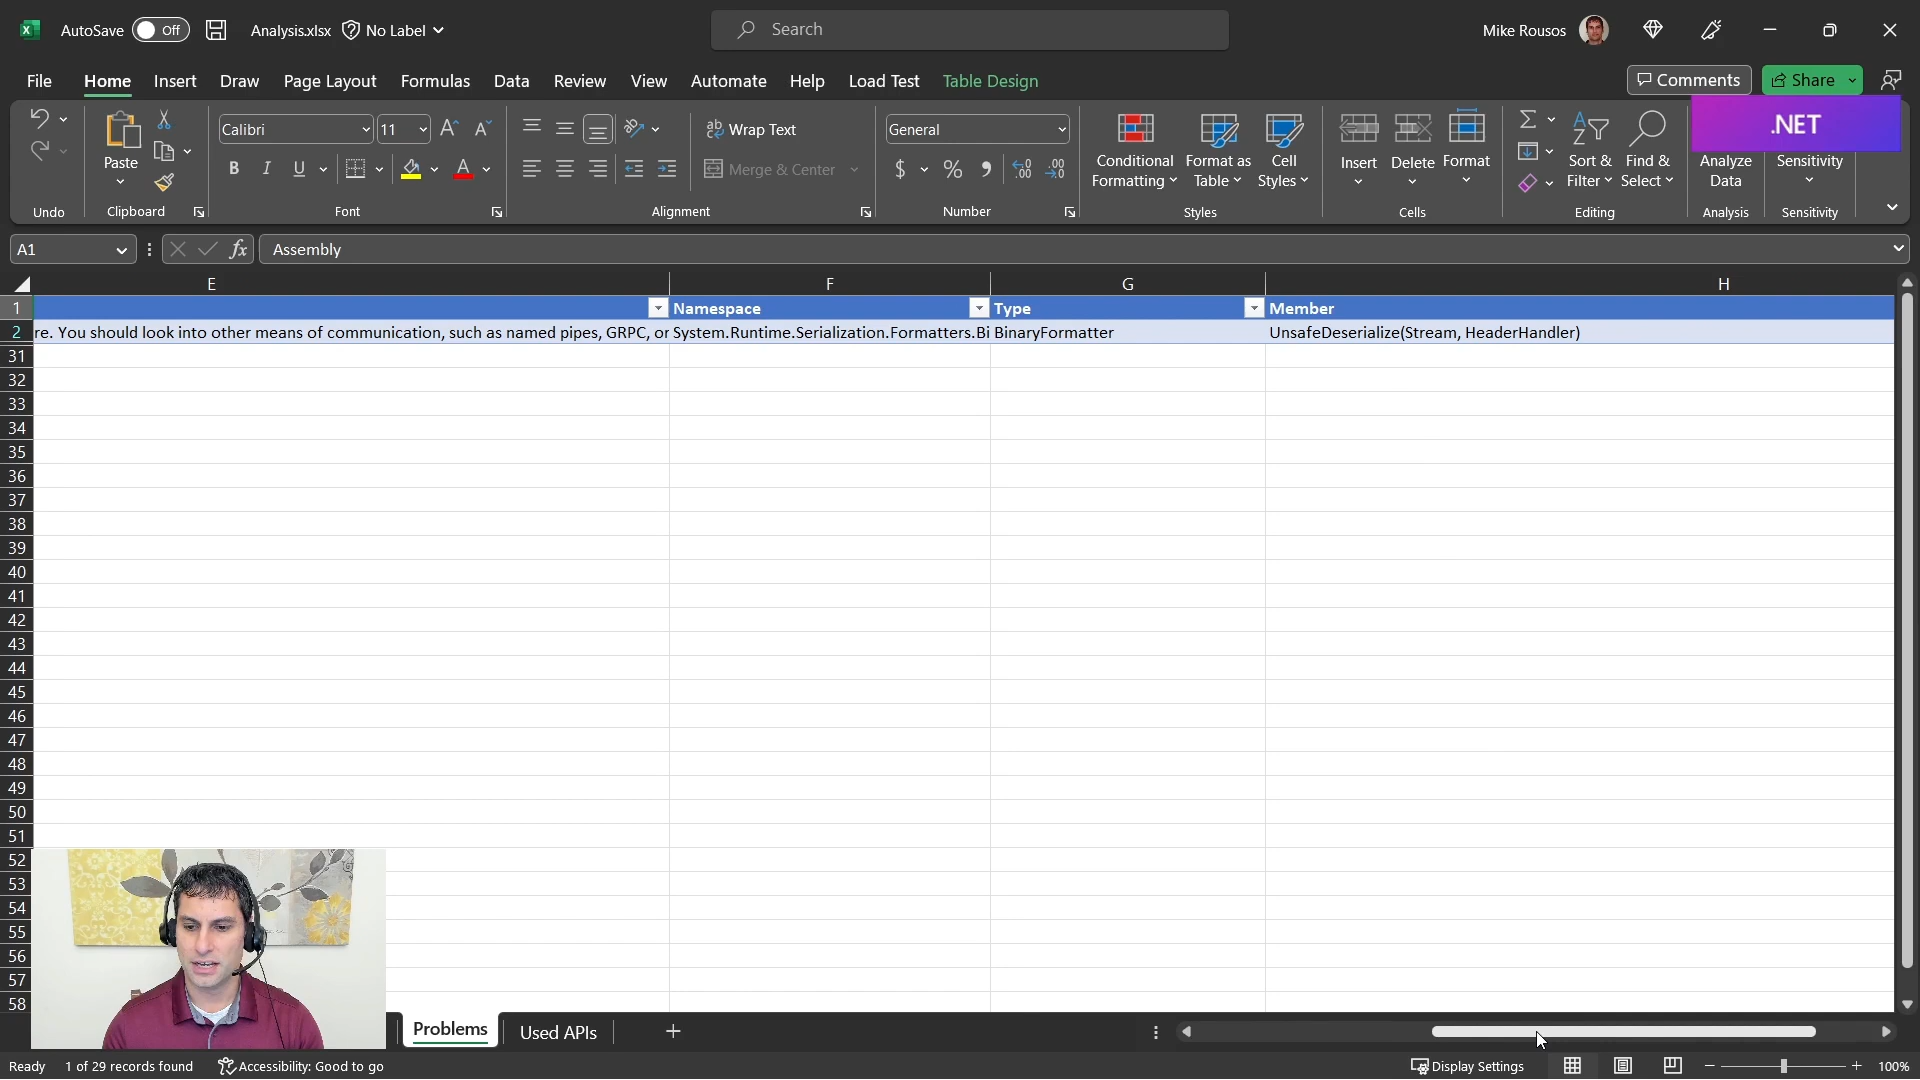 AutoSave Off Analysis.xlsx No Label Search Mike Rousos
File Home Insert Draw Page Layout Formulas Data Review View Automate Help Load Test Table Design Comments Share
.NET
Calibri 11 Wrap Text General
Paste Merge & Center $ % Conditional Formatting Format as Table Cell Styles Insert Delete Format Sort & Filter Find & Select Analyze Data Sensitivity
Undo Clipboard Font Alignment Number Styles Cells Editing Analysis Sensitivity
A1 fx Assembly
E F G H
1 Namespace Type Member
2 re. You should look into other means of communication, such as named pipes, GRPC, or System.Runtime.Serialization.Formatters.Bi BinaryFormatter UnsafeDeserialize(Stream, HeaderHandler)
31
32
33
34
35
36
37
38
39
40
41
42
43
44
45
46
47
48
49
50
51
52
53
54
55
56
57
58
Problems Used APIs +
Ready 1 of 29 records found Accessibility: Good to go Display Settings 100%